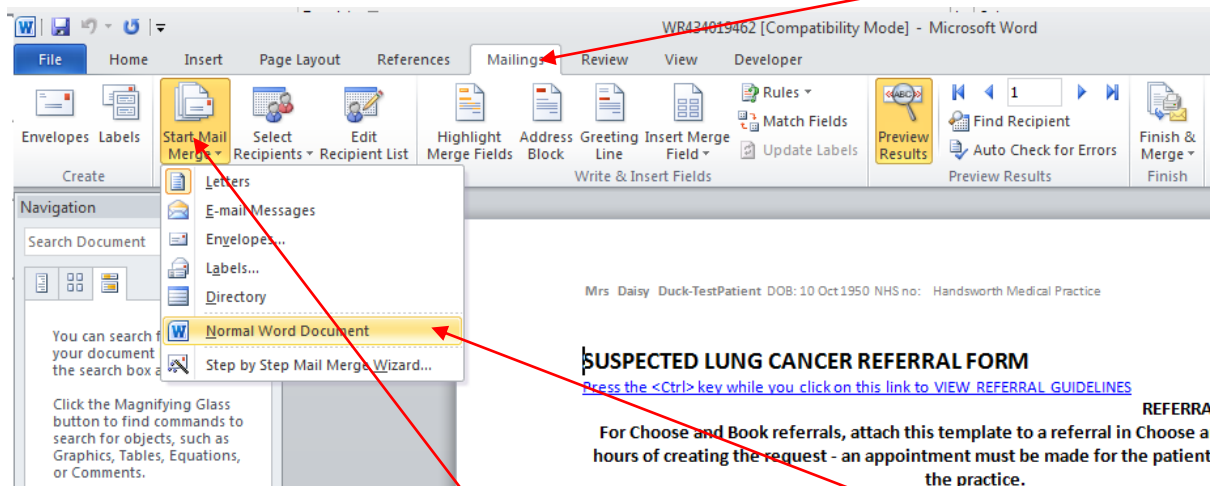 WR434019462 [Compatibility Mode] - Microsoft Word
File Home Insert Page Layout References Mailings Review View Developer
Envelopes Labels
Create
Start Mail Merge
Select Recipients
Edit Recipient List
Highlight Merge Fields
Address Block
Greeting Line
Insert Merge Field
Rules
Match Fields
Update Labels
Write & Insert Fields
«ABC»
Preview Results
1
Find Recipient
Auto Check for Errors
Preview Results
Finish & Merge
Finish
Letters
E-mail Messages
Envelopes...
Labels...
Directory
Normal Word Document
Step by Step Mail Merge Wizard...
Navigation
Search Document
You can search f
your document
the search box a
Click the Magnifying Glass
button to find commands to
search for objects, such as
Graphics, Tables, Equations,
or Comments.
Mrs Daisy Duck-TestPatient DOB: 10 Oct 1950 NHS no: Handsworth Medical Practice
SUSPECTED LUNG CANCER REFERRAL FORM
Press the <Ctrl> key while you click on this link to VIEW REFERRAL GUIDELINES
REFERRA
For Choose and Book referrals, attach this template to a referral in Choose a
hours of creating the request - an appointment must be made for the patient
the practice.